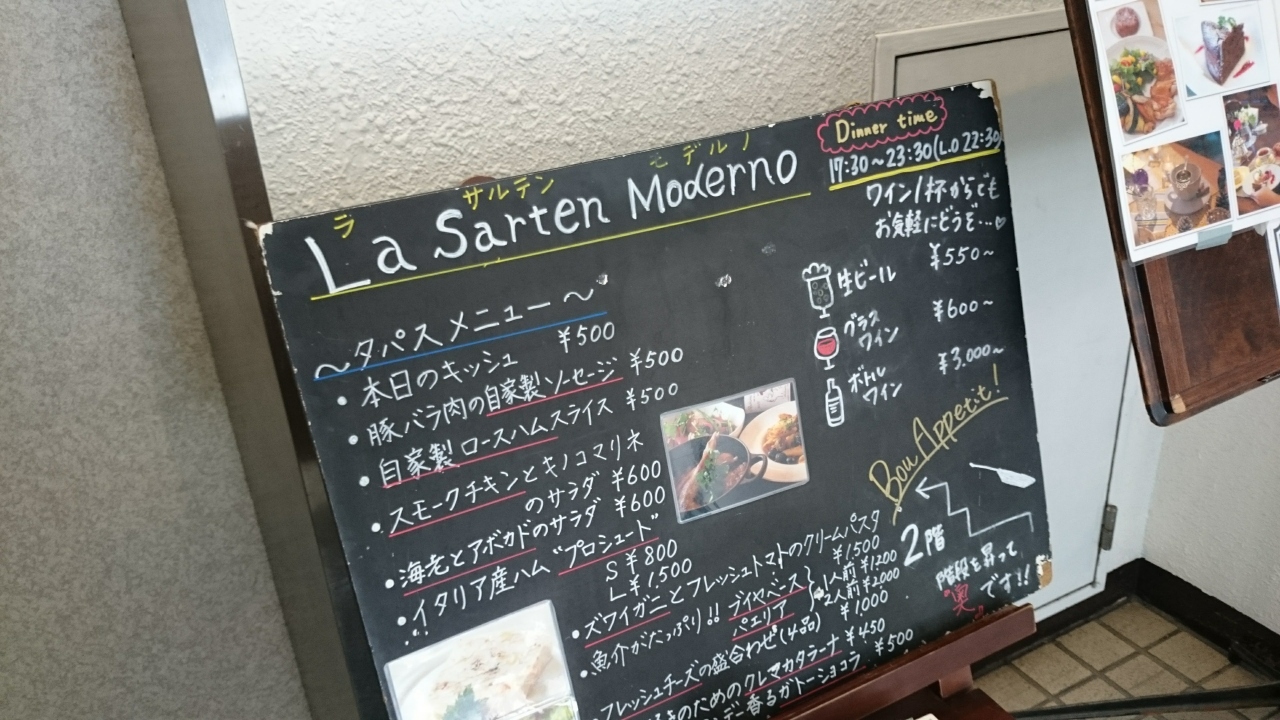 ラ サルテン モデルノ
La Sarten Moderno
Dinner time
17:30～23:30(L.O 22:30)
ワイン1杯からでも
お気軽にどうぞ…♡
生ビール ¥550～
グラスワイン ¥600～
ボトルワイン ¥3,000～
～タパスメニュー～
・本日のキッシュ ¥500
・豚バラ肉の自家製ソーセージ ¥500
・自家製ロースハムスライス ¥500
・スモークチキンとキノコマリネ
のサラダ ¥600
・海老とアボカドのサラダ ¥600
・イタリア産ハム "プロシュート"
S ¥800
L ¥1,500
・ズワイガニとフレッシュトマトのクリームパスタ
¥1,500
・魚介がたっぷり!! ブイヤベース
パエリア
1人前 ¥1200
2人前 ¥2000
フレッシュチーズの盛合わせ(4品) ¥1000
のためのクレマカタラーナ ¥450
香るガトーショコラ ¥500
Bon Appetit!
2階
階段を昇って
"奥"です!!